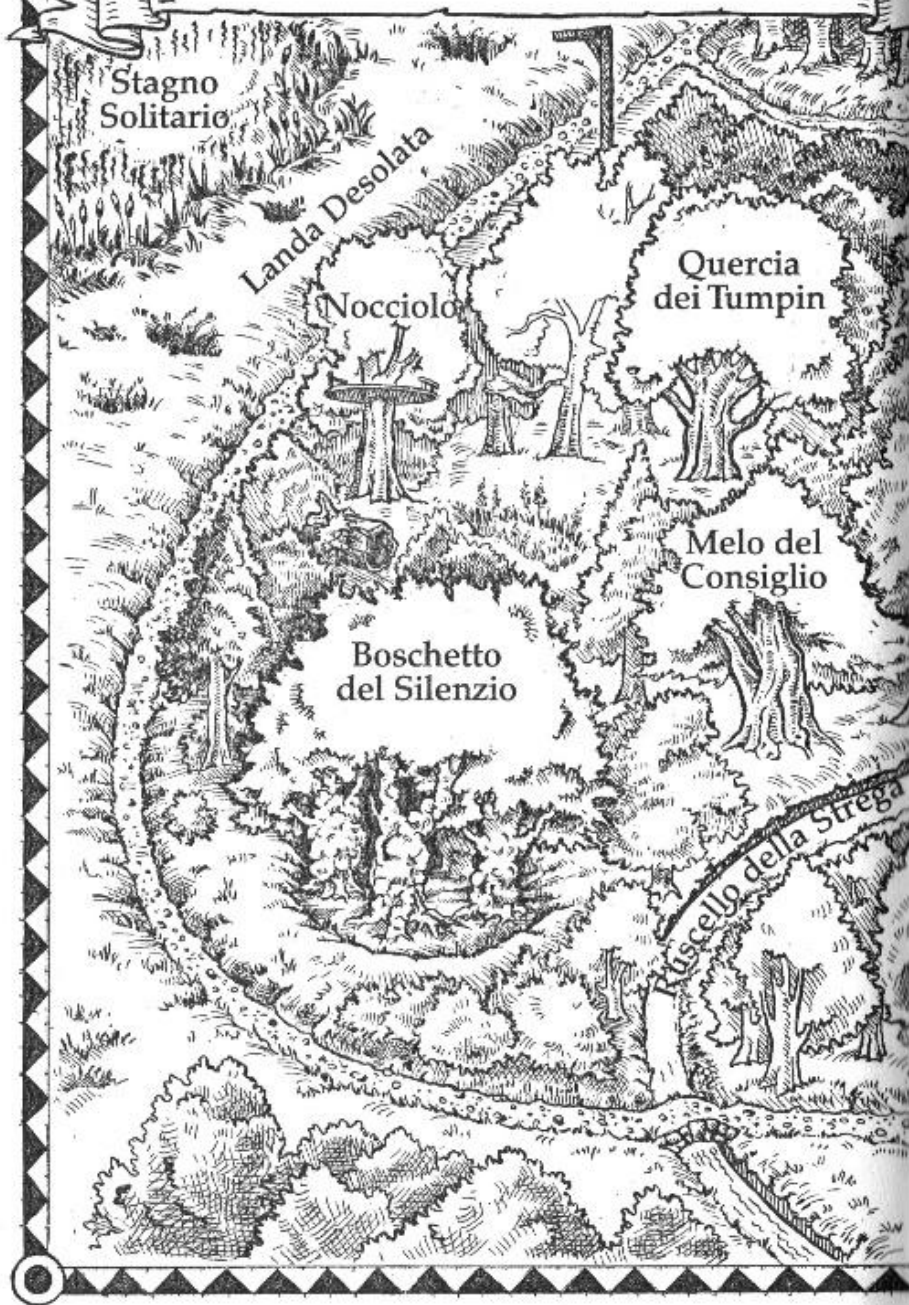 Stagno
Solitario
Landa Desolata
Nocciolo
Quercia
dei Tumpin
Melo del
Consiglio
Boschetto
del Silenzio
Ruscello della Strega